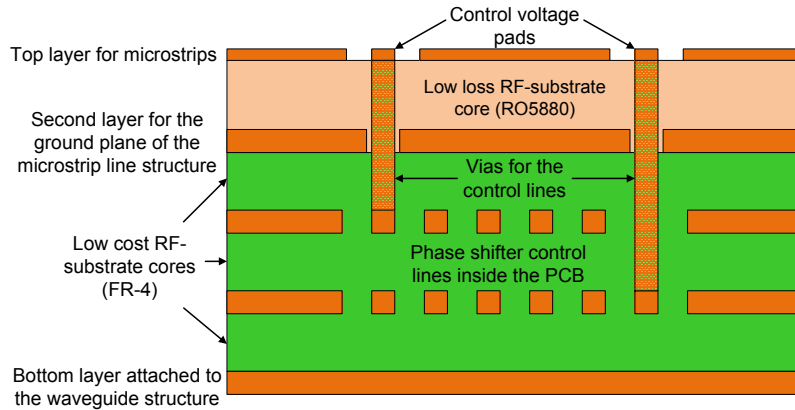 Control voltage
pads
Top layer for microstrips
Low loss RF-substrate
core (RO5880)
Second layer for the
ground plane of the
microstrip line structure
Vias for the
control lines
Low cost RF-
substrate cores
(FR-4)
Phase shifter control
lines inside the PCB
Bottom layer attached to
the waveguide structure